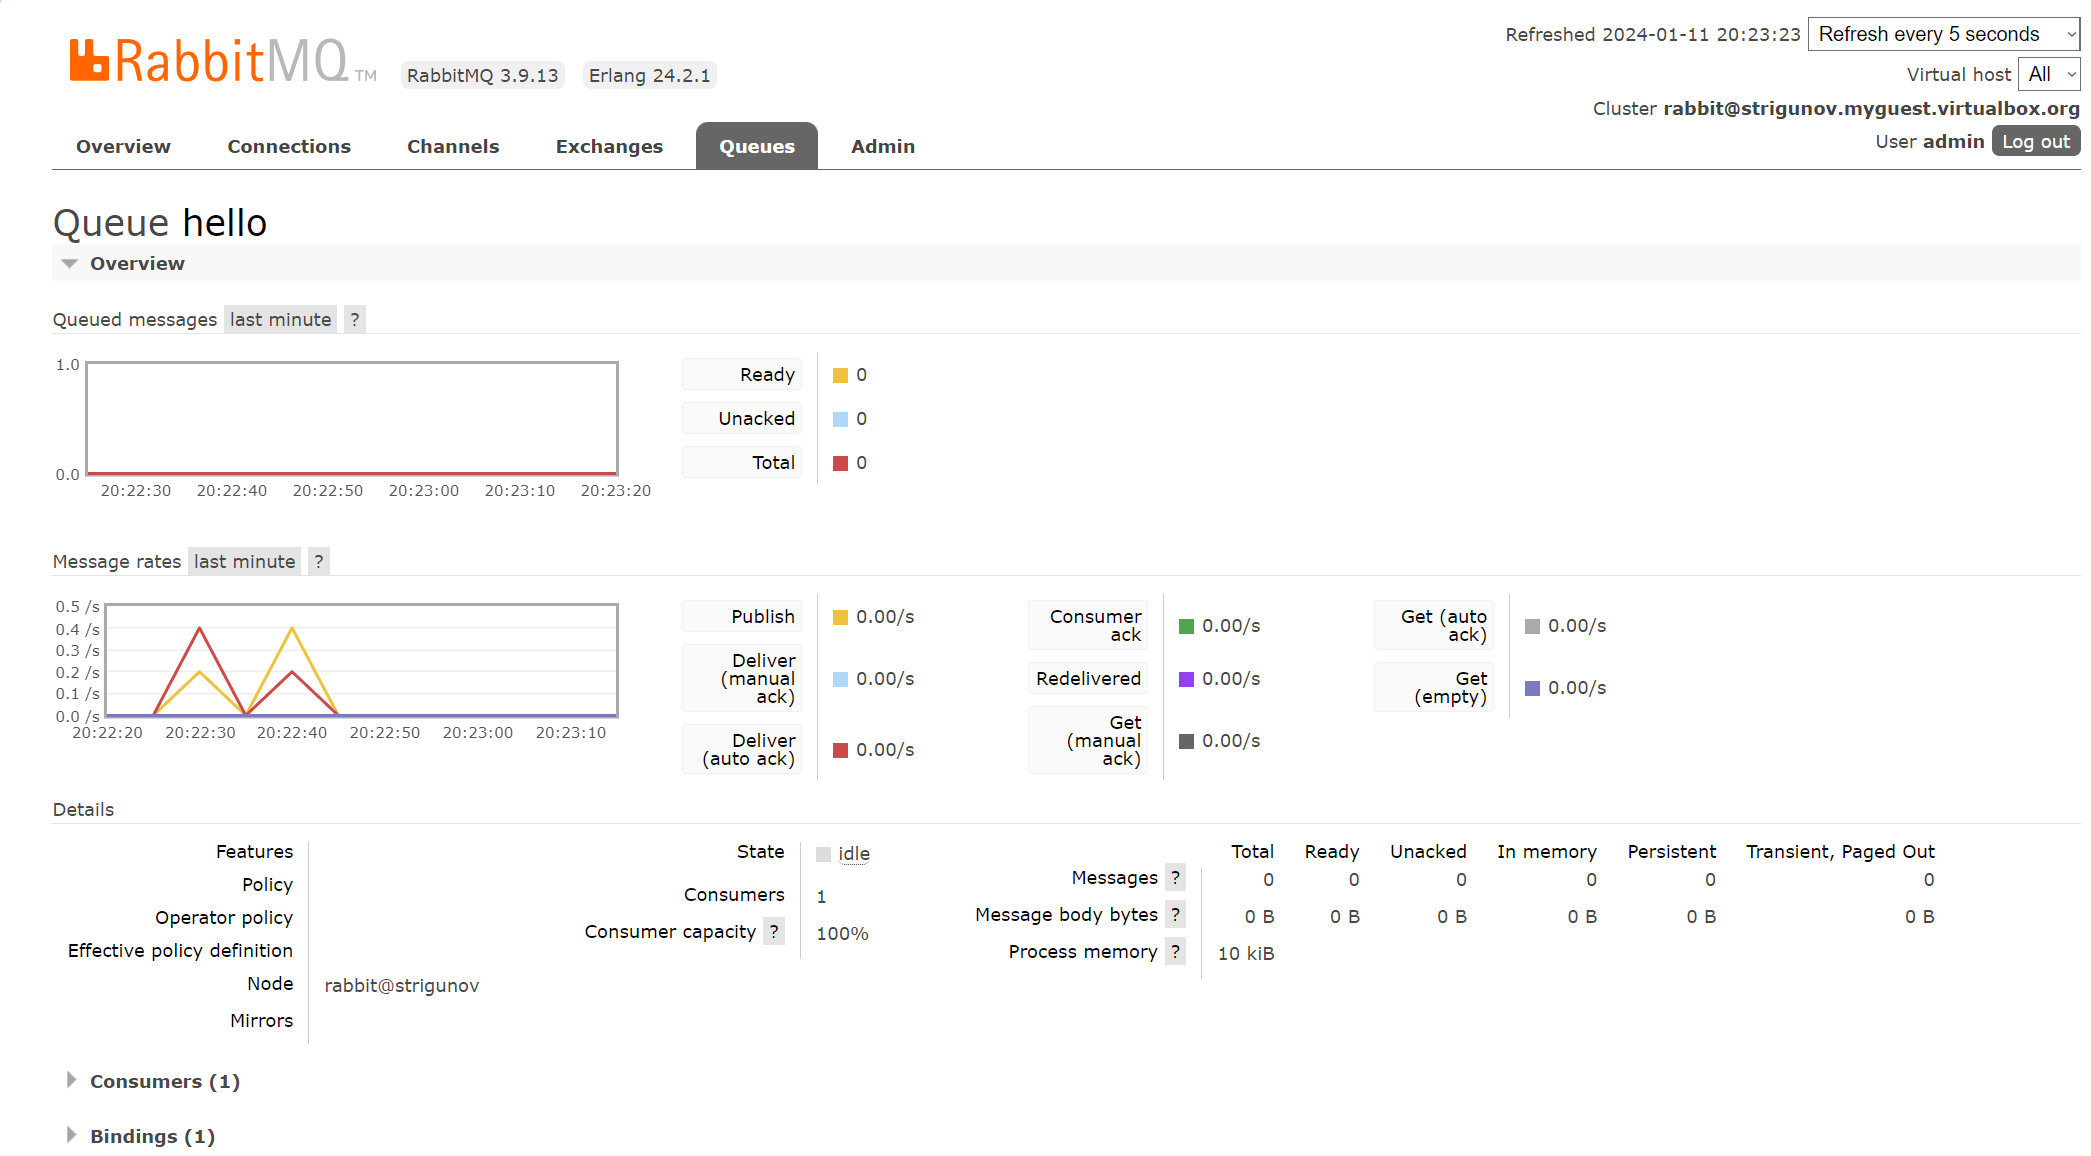 RabbitMQ TM RabbitMQ 3.9.13 Erlang 24.2.1
Refreshed 2024-01-11 20:23:23 Refresh every 5 seconds
Virtual host All
Cluster rabbit@strigunov.myguest.virtualbox.org
User admin Log out
Overview Connections Channels Exchanges Queues Admin
Queue hello
Overview
Queued messages last minute ?
1.0
0.0
20:22:30 20:22:40 20:22:50 20:23:00 20:23:10 20:23:20
Ready 0
Unacked 0
Total 0
Message rates last minute ?
0.5 /s
0.4 /s
0.3 /s
0.2 /s
0.1 /s
0.0 /s
20:22:20 20:22:30 20:22:40 20:22:50 20:23:00 20:23:10
Publish 0.00/s
Deliver
(manual
ack) 0.00/s
Deliver
(auto ack) 0.00/s
Consumer
ack 0.00/s
Redelivered 0.00/s
Get
(manual
ack) 0.00/s
Get (auto
ack) 0.00/s
Get
(empty) 0.00/s
Details
Features
Policy
Operator policy
Effective policy definition
Node rabbit@strigunov
Mirrors
State idle
Consumers 1
Consumer capacity ? 100%
Total Ready Unacked In memory Persistent Transient, Paged Out
Messages ? 0 0 0 0 0 0
Message body bytes ? 0 B 0 B 0 B 0 B 0 B 0 B
Process memory ? 10 kiB
Consumers (1)
Bindings (1)